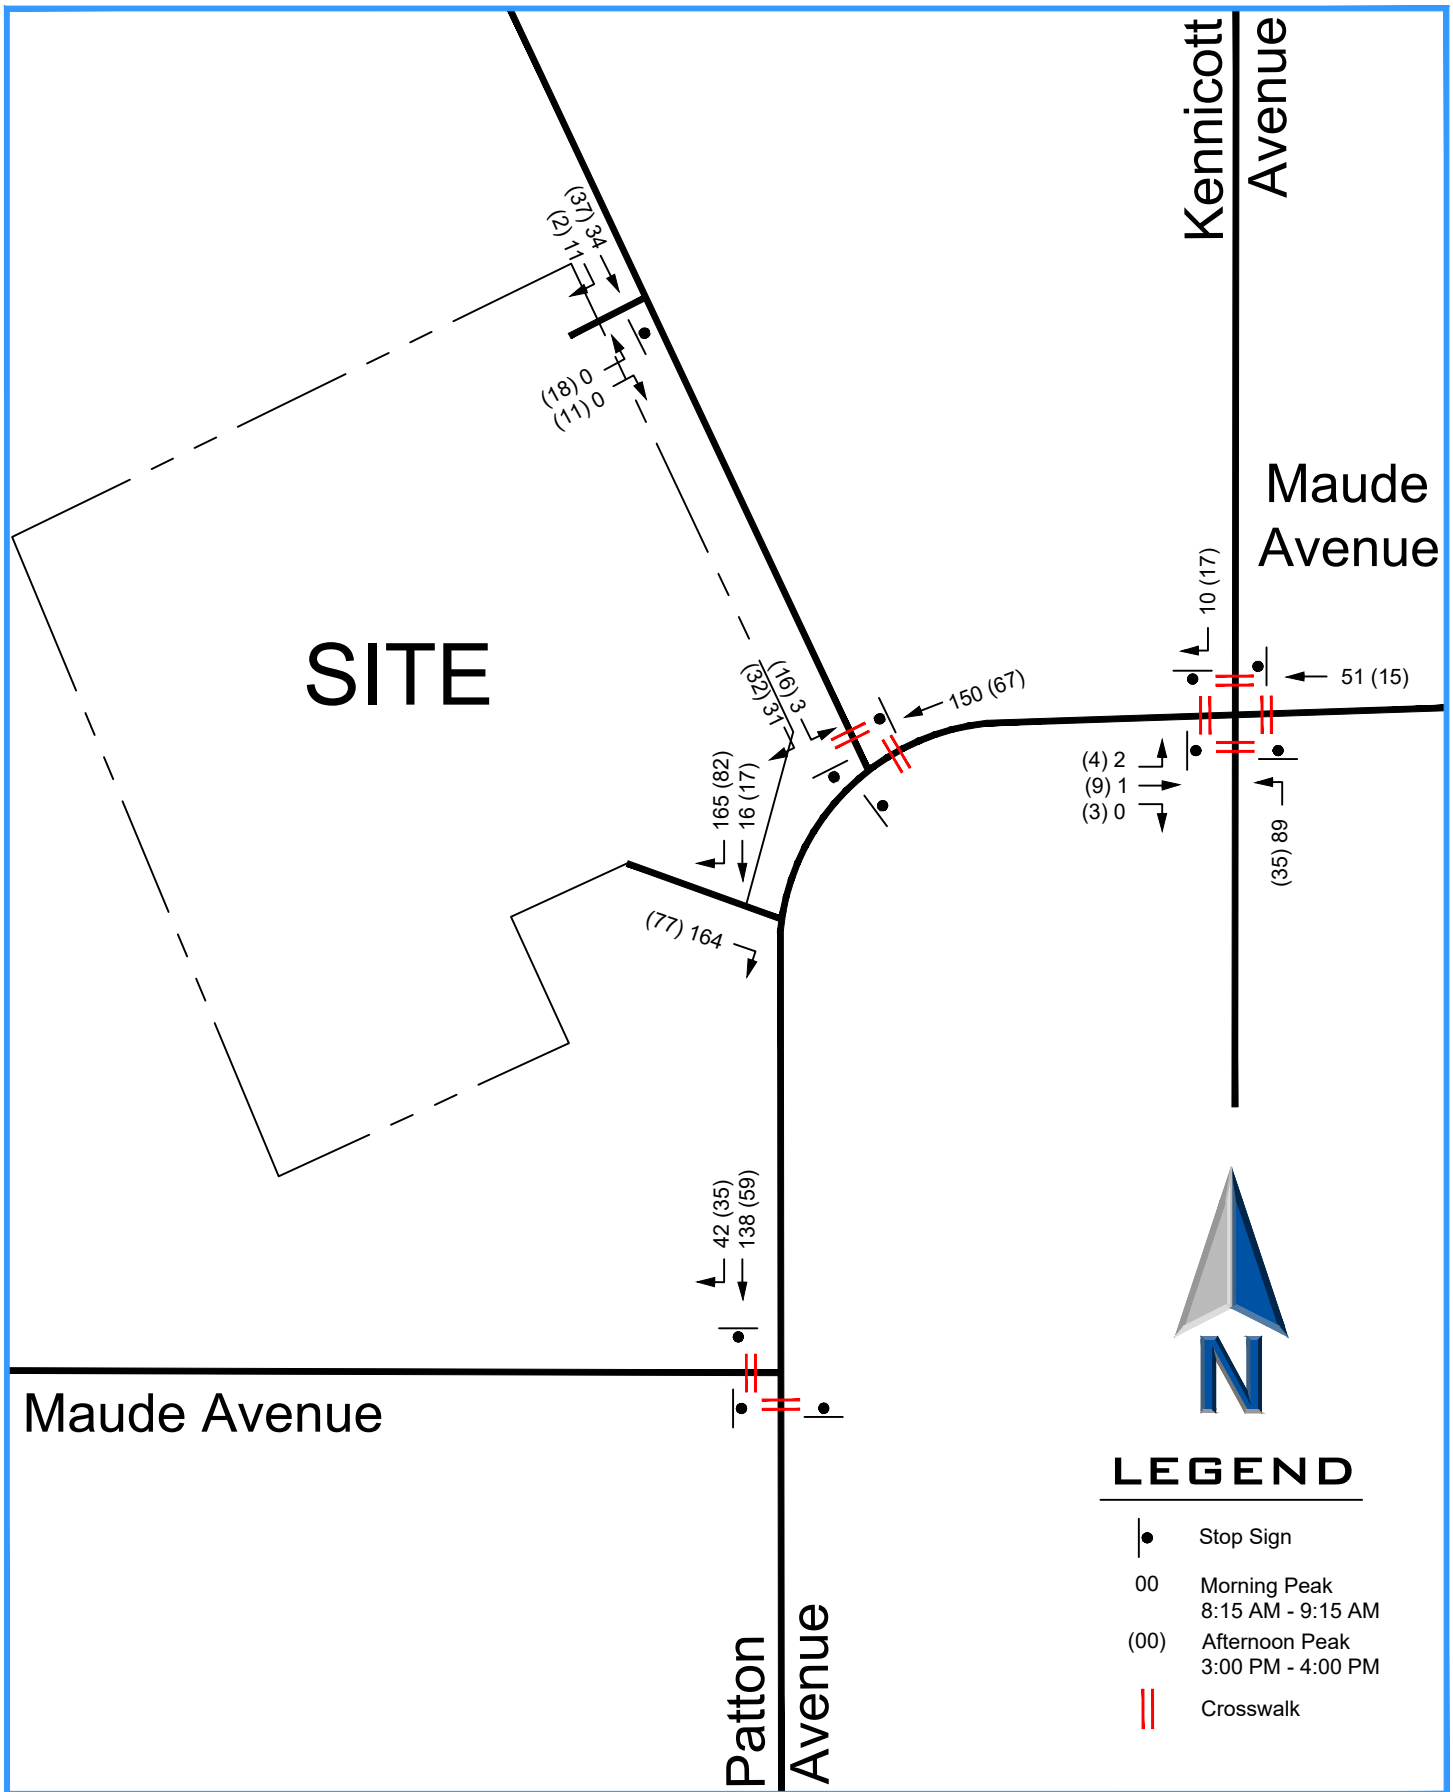 Kennicott
Avenue
(37) 34
(2) 11
(18) 0
(11) 0
Maude
Avenue
10 (17)
SITE
(16) 3
(32) 31
150 (67)
51 (15)
165 (82)
16 (17)
(4) 2
(9) 1
(3) 0
(35) 89
(77) 164
42 (35)
138 (59)
Maude Avenue
N
LEGEND
Stop Sign
00 Morning Peak
8:15 AM - 9:15 AM
(00) Afternoon Peak
3:00 PM - 4:00 PM
Crosswalk
Patton
Avenue